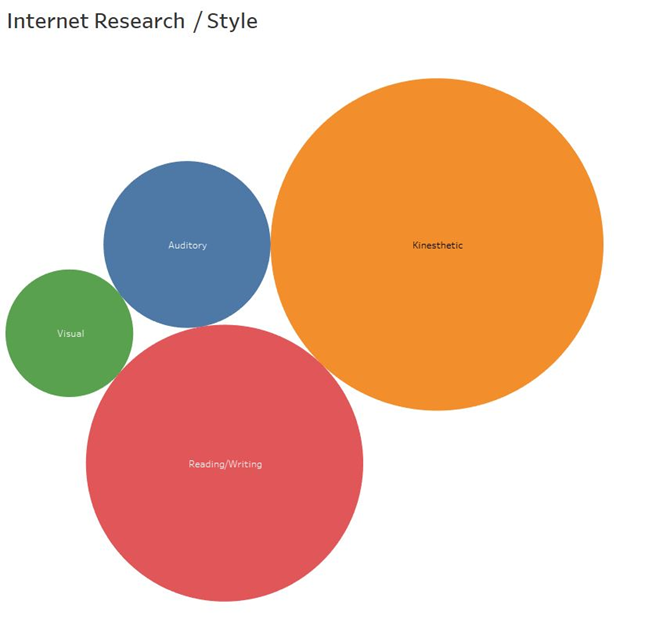 Internet Research / Style
Kinesthetic
Auditory
Visual
Reading/Writing